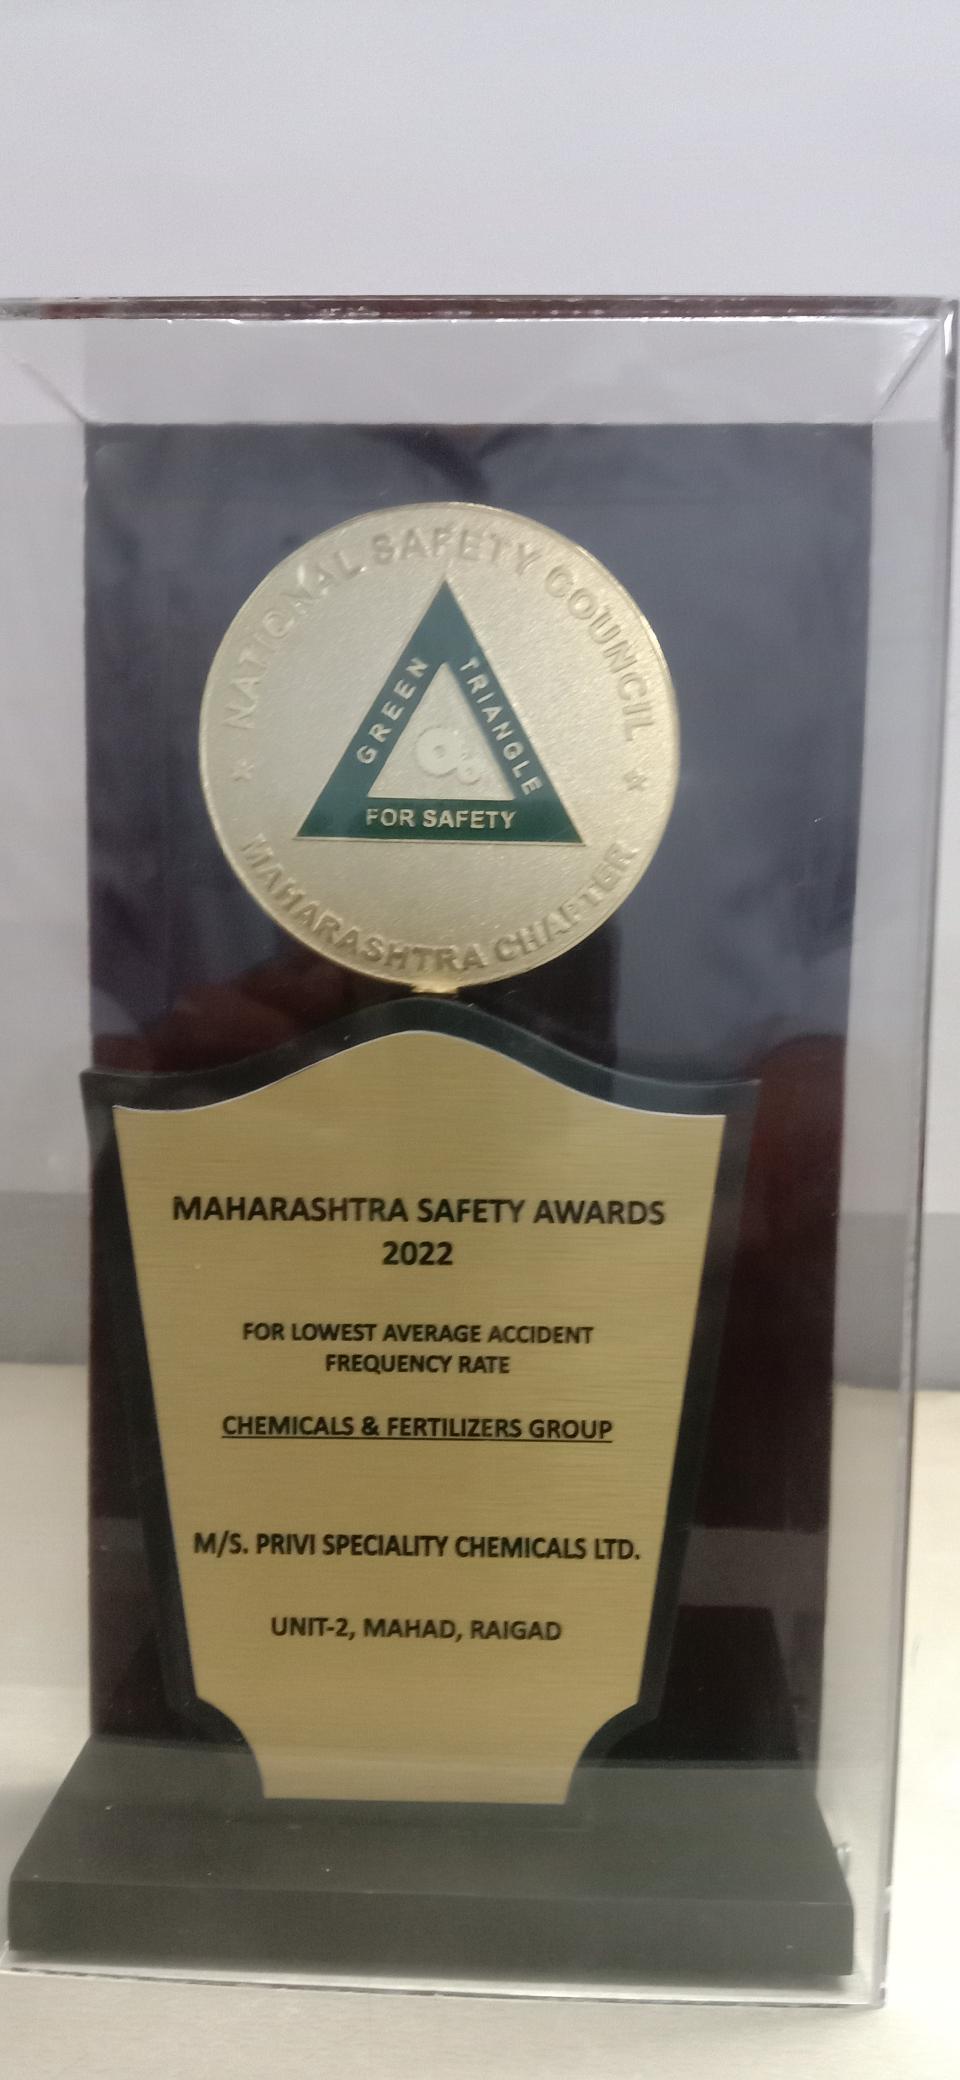 NATIONAL SAFETY COUNCIL
GREEN
TRIANGLE
FOR SAFETY
MAHARASHTRA CHAPTER
MAHARASHTRA SAFETY AWARDS
2022
FOR LOWEST AVERAGE ACCIDENT
FREQUENCY RATE
CHEMICALS & FERTILIZERS GROUP
M/S. PRIVI SPECIALITY CHEMICALS LTD.
UNIT-2, MAHAD, RAIGAD